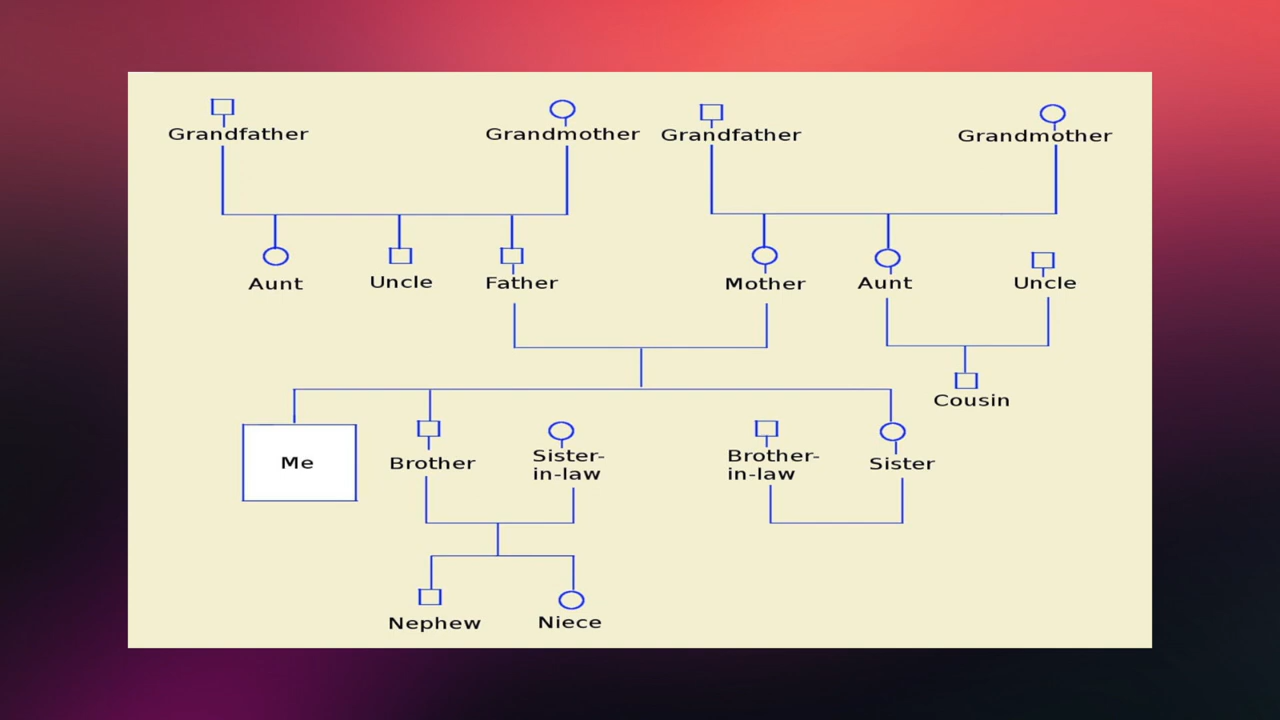 Grandfather
Grandmother
Grandfather
Grandmother
Aunt
Uncle
Father
Mother
Aunt
Uncle
Cousin
Me
Brother
Sister-
in-law
Brother-
in-law
Sister
Nephew
Niece